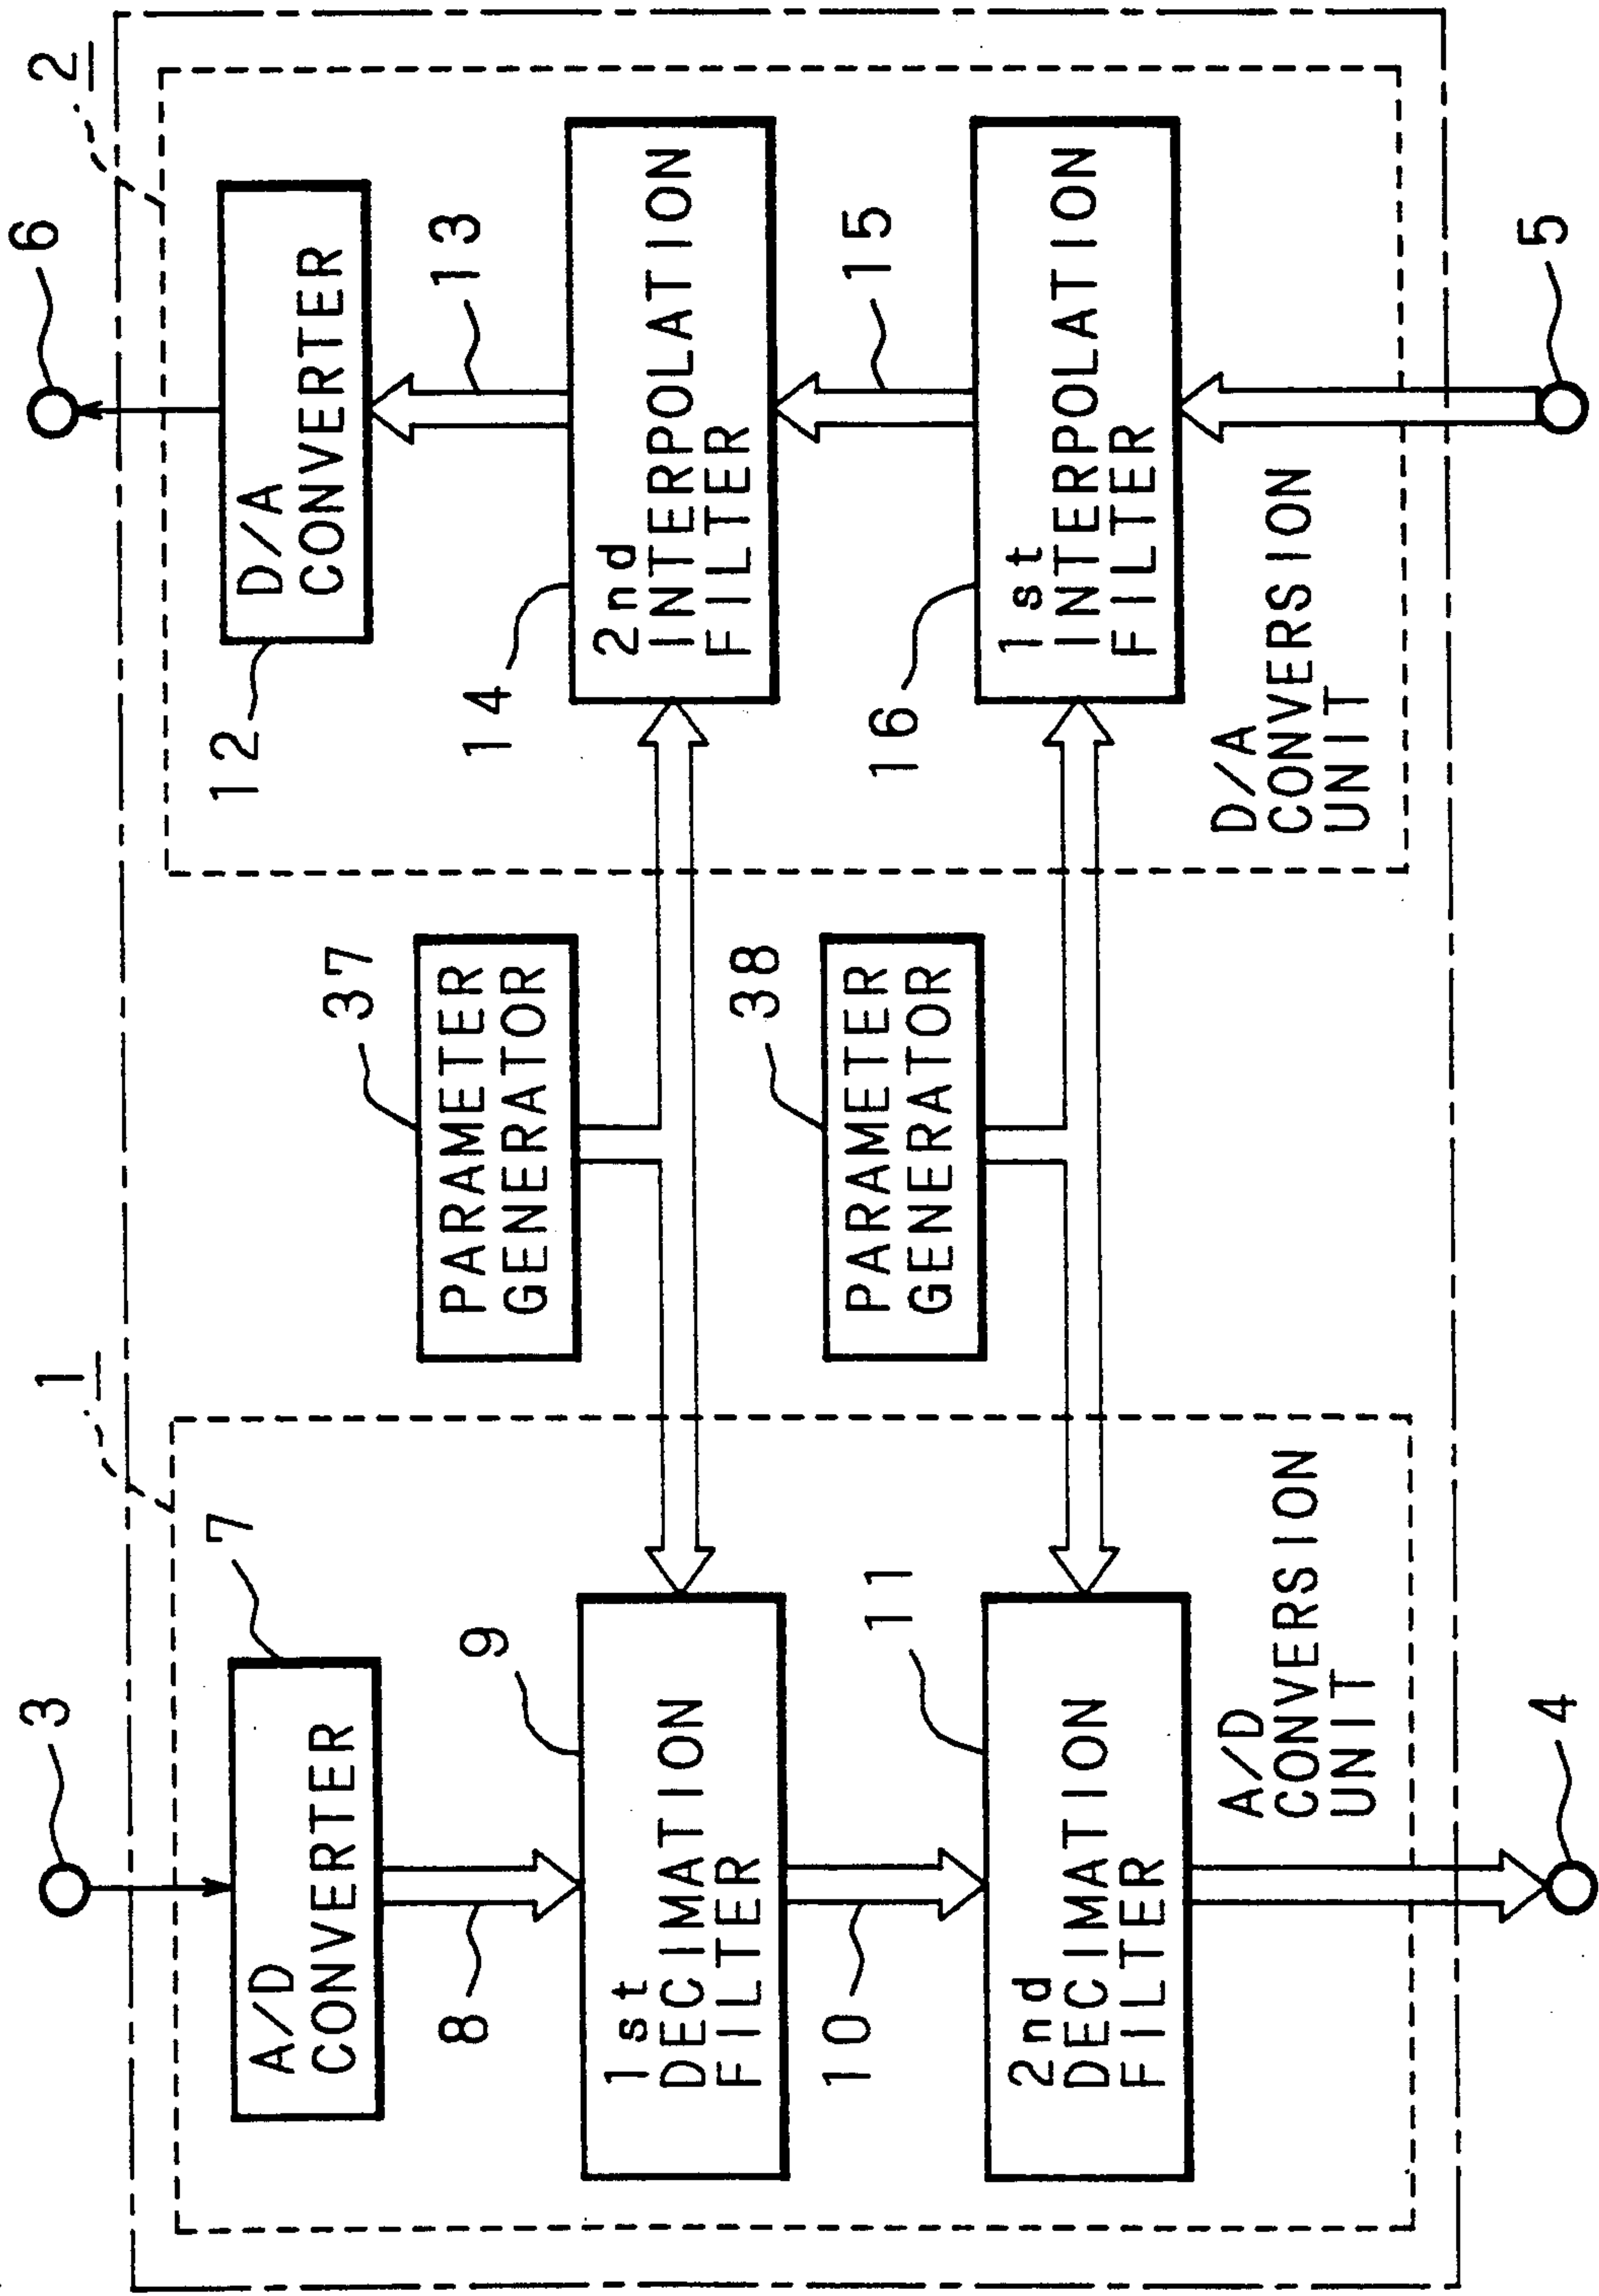 3
1
6
2
7
A/D
CONVERTER
12
D/A
CONVERTER
37
PARAMETER
GENERATOR
8
13
9
1st
DECIMATION
FILTER
14
2nd
INTERPOLATION
FILTER
38
PARAMETER
GENERATOR
10
15
11
2nd
DECIMATION
FILTER
16
1st
INTERPOLATION
FILTER
A/D
CONVERSION
UNIT
D/A
CONVERSION
UNIT
4
5